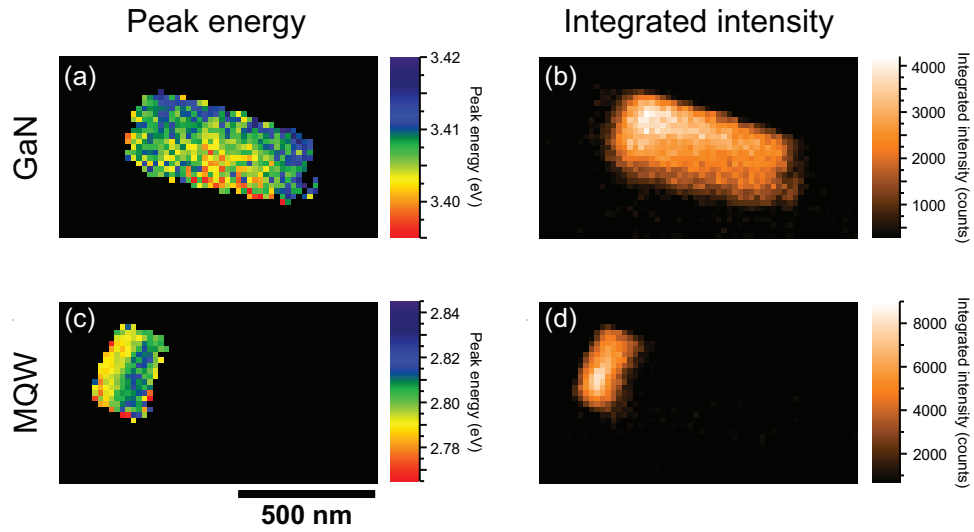 Peak energy
Integrated intensity
GaN
(a)
3.42
3.41
3.40
Peak energy (eV)
(b)
4000
3000
2000
1000
Integrated intensity (counts)
MQW
(c)
2.84
2.82
2.80
2.78
Peak energy (eV)
(d)
8000
6000
4000
2000
Integrated intensity (counts)
500 nm